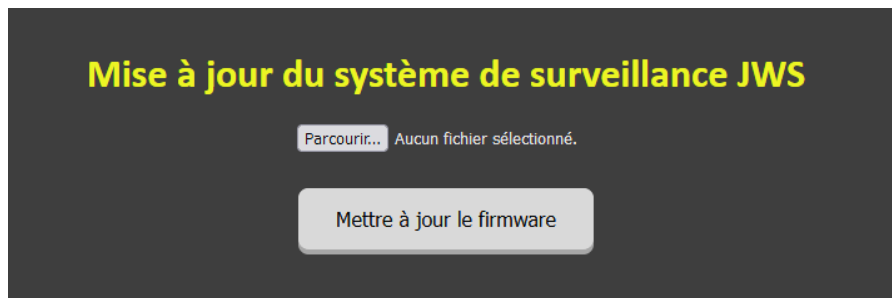 Mise à jour du système de surveillance JWS
Parcourir... Aucun fichier sélectionné.
Mettre à jour le firmware